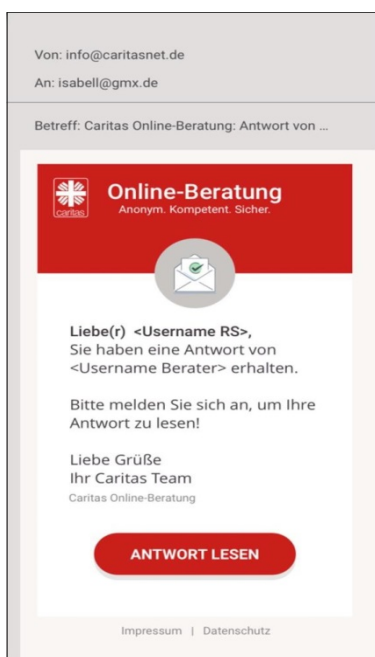 Von: info@caritasnet.de
An: isabell@gmx.de
Betreff: Caritas Online-Beratung: Antwort von ...
caritas
Online-Beratung
Anonym. Kompetent. Sicher.
Liebe(r) <Username RS>,
Sie haben eine Antwort von
<Username Berater> erhalten.
Bitte melden Sie sich an, um Ihre
Antwort zu lesen!
Liebe Grüße
Ihr Caritas Team
Caritas Online-Beratung
ANTWORT LESEN
Impressum | Datenschutz